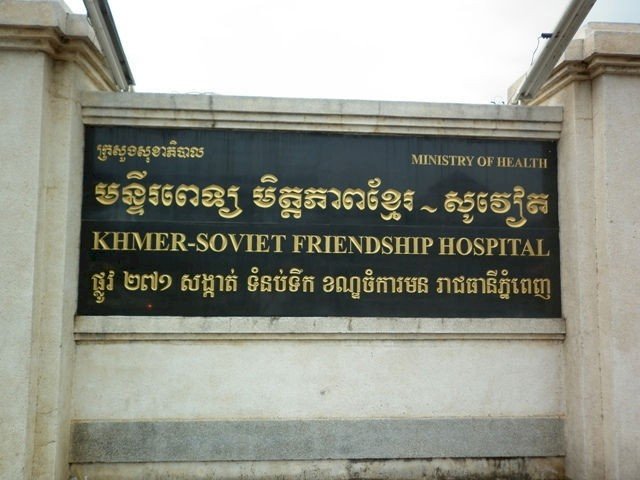 ក្រសួងសុខាភិបាល
MINISTRY OF HEALTH
មន្ទីរពេទ្យ មិត្តភាពខ្មែរ ~ សូវៀត
KHMER-SOVIET FRIENDSHIP HOSPITAL
ផ្លូវ ២៧១ សង្កាត់ ទំនប់ទឹក ខណ្ឌចំការមន រាជធានីភ្នំពេញ